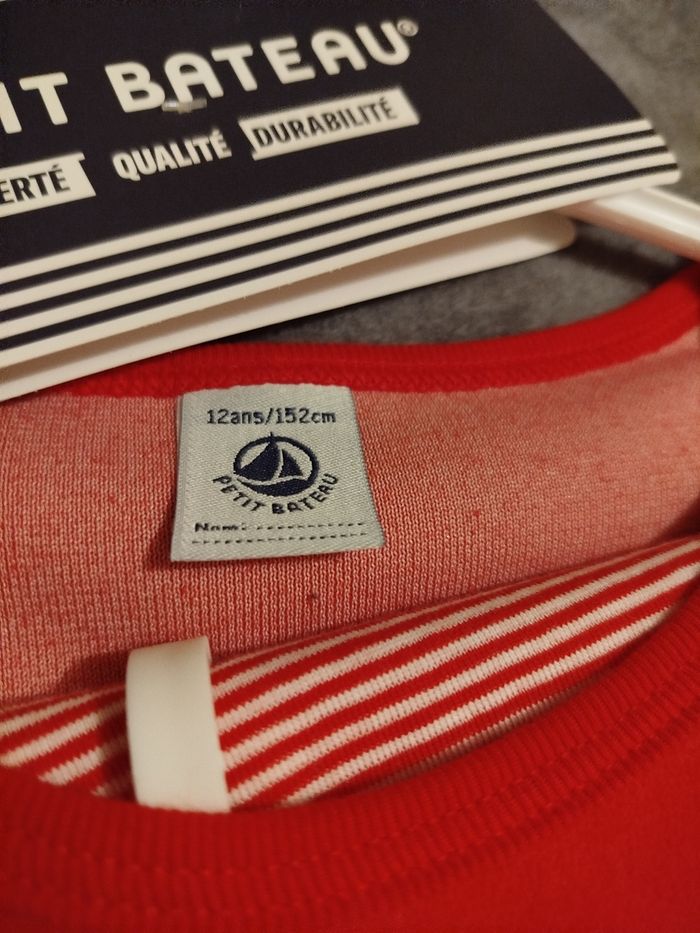 IT BATEAU®
ERTÉ QUALITÉ DURABILITÉ
12ans/152cm
PETIT BATEAU
Nom: